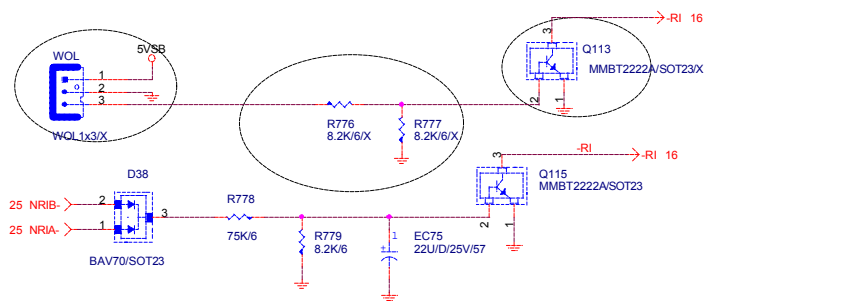 -RI 16
3
Q113
MMBT2222A/SOT23/X
2
1
WOL
5VSB
1
2
3
WOL1x3/X
R776
8.2K/6/X
R777
8.2K/6/X
-RI
-RI 16
3
Q115
MMBT2222A/SOT23
2
1
D38
25 NRIB-
2
25 NRIA-
1
3
BAV70/SOT23
R778
75K/6
R779
8.2K/6
1
+
EC75
22U/D/25V/57